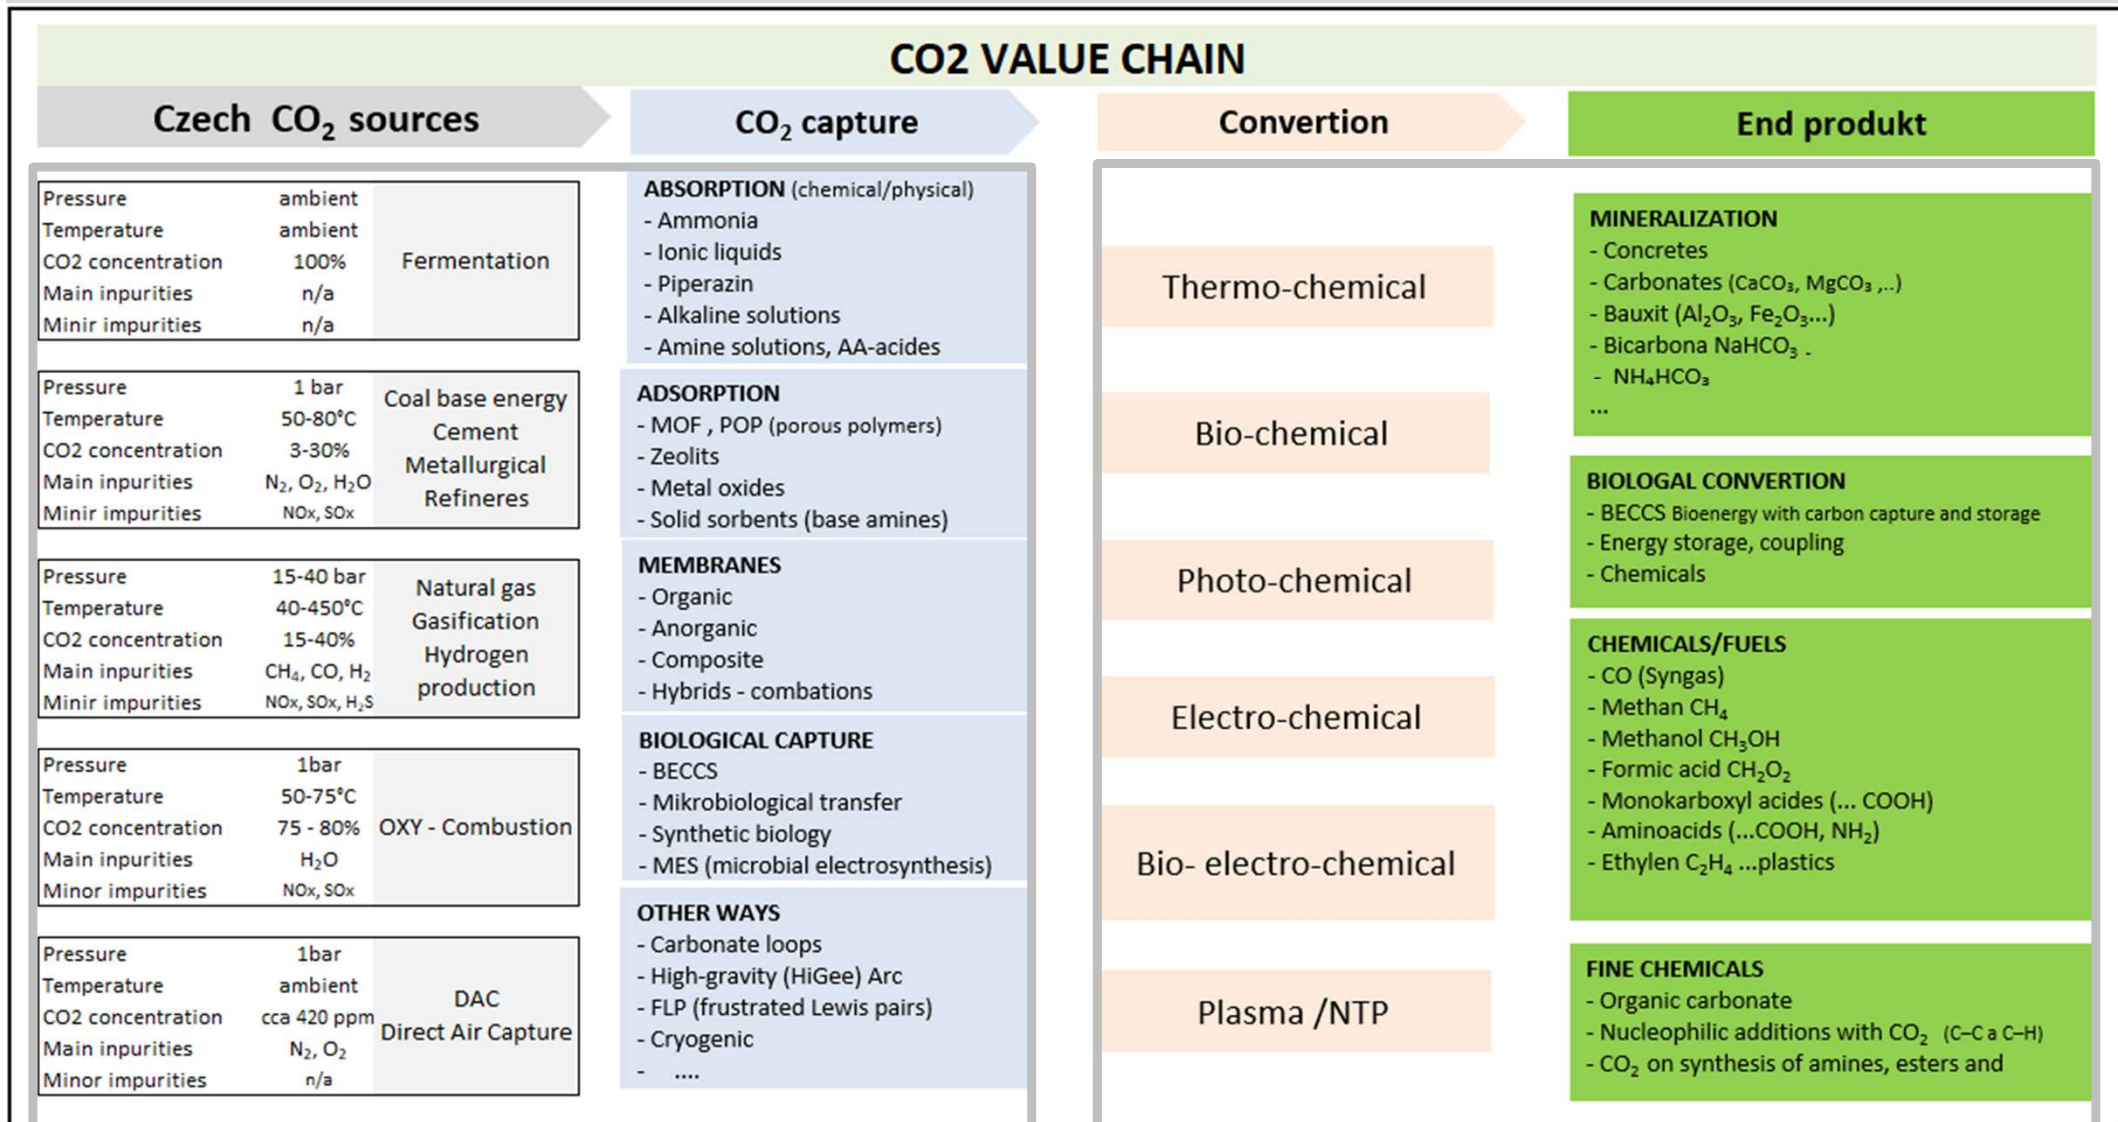 CO2 VALUE CHAIN
Czech CO₂ sources
Pressure ambient
Temperature ambient
CO2 concentration 100%
Main inpurities n/a
Minir impurities n/a
Fermentation
Pressure 1 bar
Temperature 50-80°C
CO2 concentration 3-30%
Main inpurities N₂, O₂, H₂O
Minir impurities NOx, SOx
Coal base energy
Cement
Metallurgical
Refineres
Pressure 15-40 bar
Temperature 40-450°C
CO2 concentration 15-40%
Main inpurities CH₄, CO, H₂
Minir impurities NOx, SOx, H₂S
Natural gas
Gasification
Hydrogen
production
Pressure 1bar
Temperature 50-75°C
CO2 concentration 75 - 80%
Main inpurities H₂O
Minor impurities NOx, SOx
OXY - Combustion
Pressure 1bar
Temperature ambient
CO2 concentration cca 420 ppm
Main inpurities N₂, O₂
Minor impurities n/a
DAC
Direct Air Capture
CO₂ capture
ABSORPTION (chemical/physical)
- Ammonia
- Ionic liquids
- Piperazin
- Alkaline solutions
- Amine solutions, AA-acides
ADSORPTION
- MOF , POP (porous polymers)
- Zeolits
- Metal oxides
- Solid sorbents (base amines)
MEMBRANES
- Organic
- Anorganic
- Composite
- Hybrids - combations
BIOLOGICAL CAPTURE
- BECCS
- Mikrobiological transfer
- Synthetic biology
- MES (microbial electrosynthesis)
OTHER WAYS
- Carbonate loops
- High-gravity (HiGee) Arc
- FLP (frustrated Lewis pairs)
- Cryogenic
- ....
Convertion
Thermo-chemical
Bio-chemical
Photo-chemical
Electro-chemical
Bio- electro-chemical
Plasma /NTP
End produkt
MINERALIZATION
- Concretes
- Carbonates (CaCO₃, MgCO₃ ,..)
- Bauxit (Al₂O₃, Fe₂O₃...)
- Bicarbona NaHCO₃ .
- NH₄HCO₃
...
BIOLOGAL CONVERTION
- BECCS Bioenergy with carbon capture and storage
- Energy storage, coupling
- Chemicals
CHEMICALS/FUELS
- CO (Syngas)
- Methan CH₄
- Methanol CH₃OH
- Formic acid CH₂O₂
- Monokarboxyl acides (... COOH)
- Aminoacids (...COOH, NH₂)
- Ethylen C₂H₄ ...plastics
FINE CHEMICALS
- Organic carbonate
- Nucleophilic additions with CO₂ (C–C a C–H)
- CO₂ on synthesis of amines, esters and